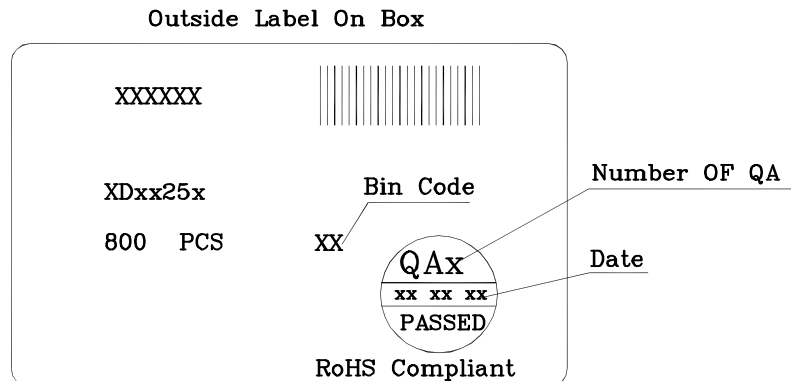 Outside Label On Box
XXXXXX
XDxx25x
Bin Code
Number OF QA
800 PCS
XX
QAx
Date
xx xx xx
PASSED
RoHS Compliant